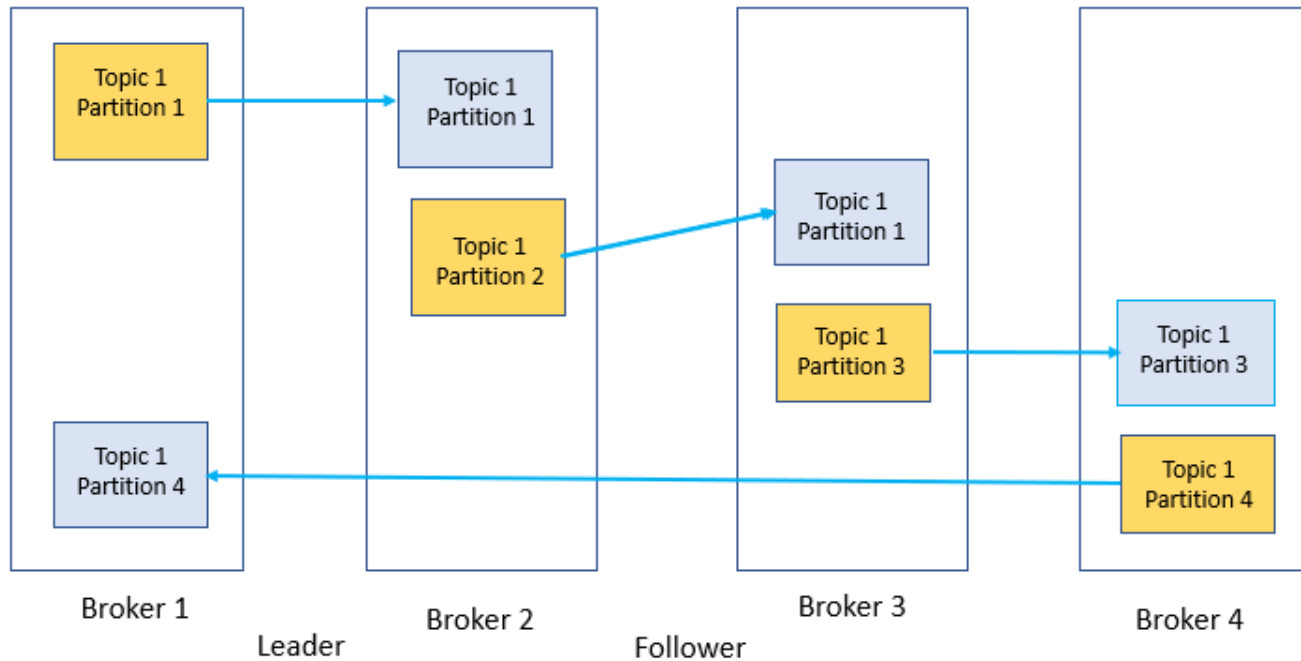 Topic 1
Partition 1
Topic 1
Partition 4
Topic 1
Partition 1
Topic 1
Partition 2
Topic 1
Partition 1
Topic 1
Partition 3
Topic 1
Partition 3
Topic 1
Partition 4
Broker 1
Broker 2
Broker 3
Broker 4
Leader
Follower